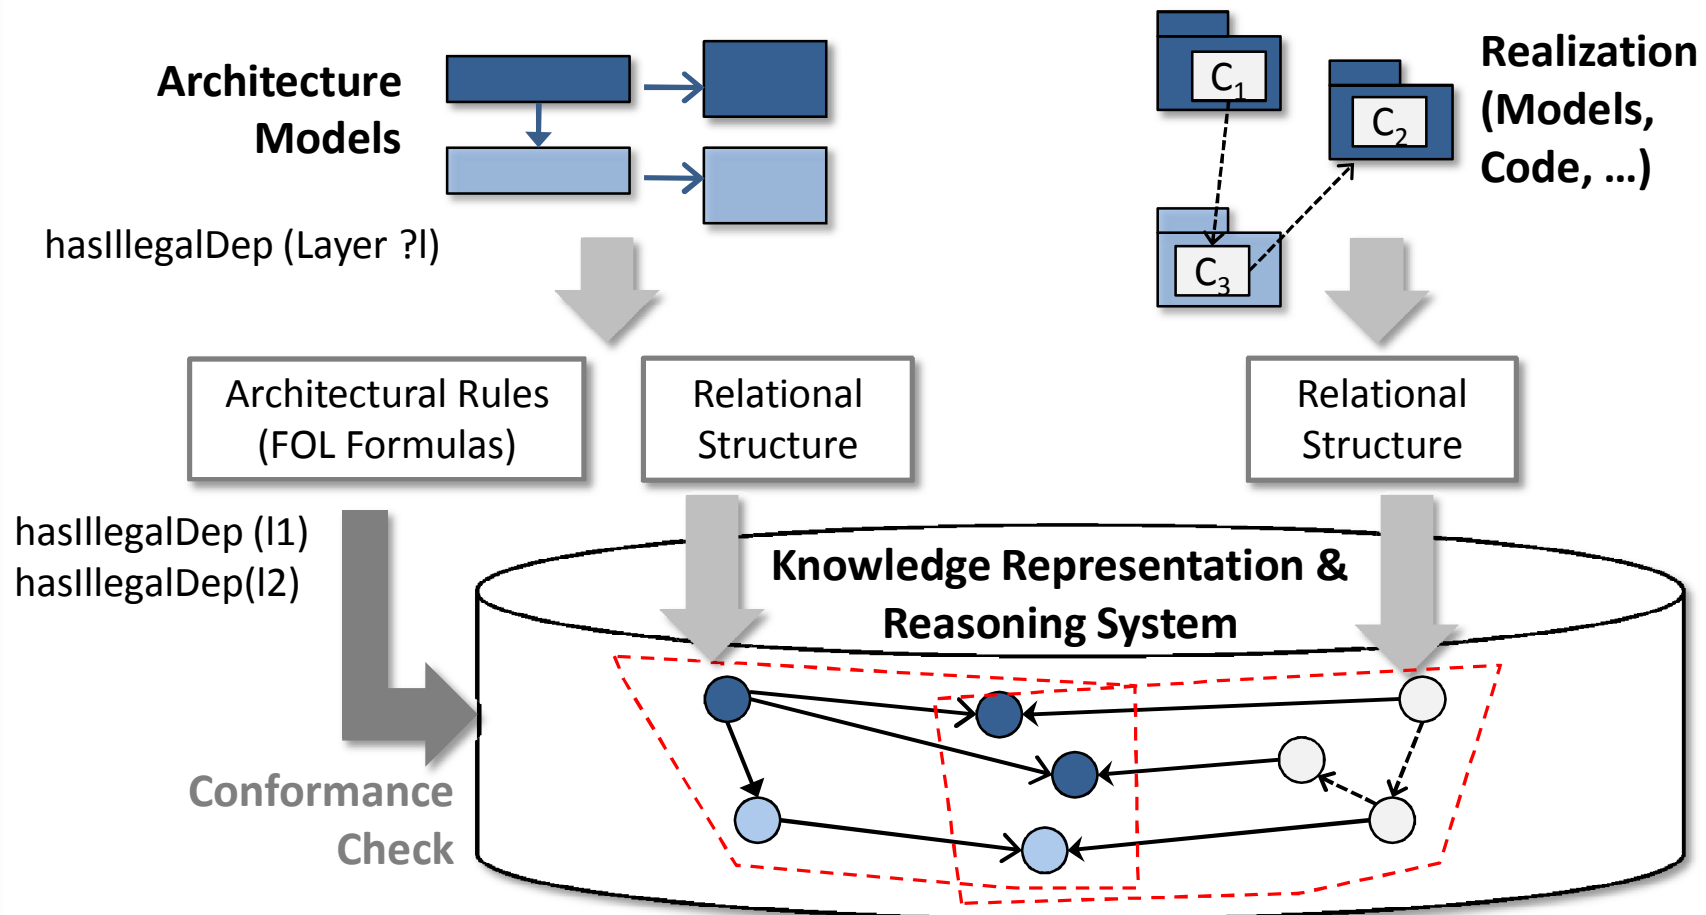 Architecture
Models
hasIllegalDep (Layer ?l)
C1
C2
C3
Realization
(Models,
Code, ...)
Architectural Rules
(FOL Formulas)
Relational
Structure
Relational
Structure
hasIllegalDep (l1)
hasIllegalDep(l2)
Knowledge Representation &
Reasoning System
Conformance
Check